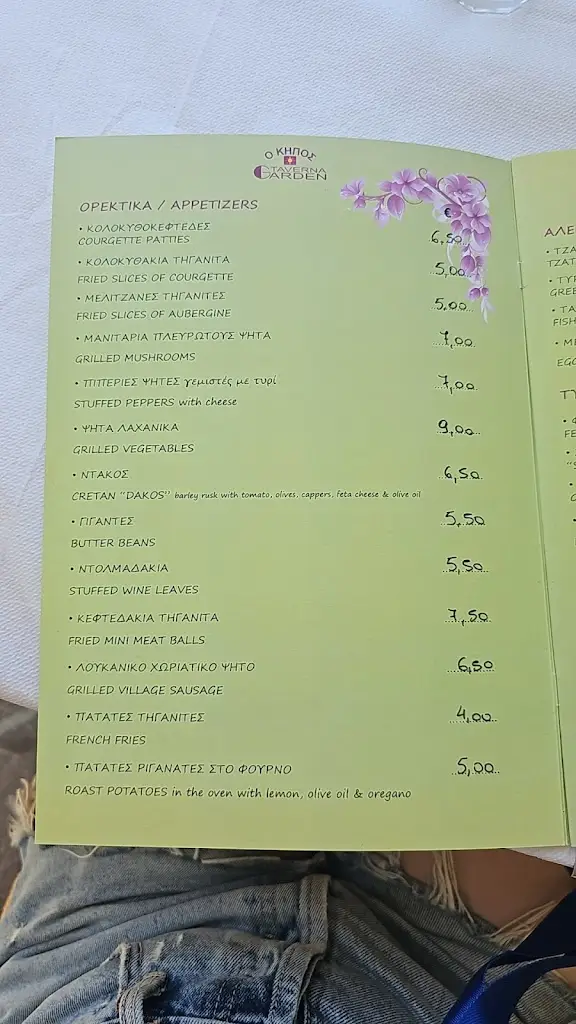 Ο ΚΗΠΟΣ
TAVERNA
GARDEN
ΟΡΕΚΤΙΚΑ / APPETIZERS
€
• ΚΟΛΟΚΥΘΟΚΕΦΤΕΔΕΣ
COURGETTE PATTIES 6,50
• ΚΟΛΟΚΥΘΑΚΙΑ ΤΗΓΑΝΙΤΑ 5,00
FRIED SLICES OF COURGETTE
• ΜΕΛΙΤΖΑΝΕΣ ΤΗΓΑΝΙΤΕΣ 5,00
FRIED SLICES OF AUBERGINE
• ΜΑΝΙΤΑΡΙΑ ΠΛΕΥΡΩΤΟΥΣ ΨΗΤΑ 7,00
GRILLED MUSHROOMS
• ΠΙΠΕΡΙΕΣ ΨΗΤΕΣ γεμιστές με τυρί 7,00
STUFFED PEPPERS with cheese
• ΨΗΤΑ ΛΑΧΑΝΙΚΑ 9,00
GRILLED VEGETABLES
• ΝΤΑΚΟΣ 6,50
CRETAN "DAKOS" barley rusk with tomato, olives, cappers, feta cheese & olive oil
• ΓΙΓΑΝΤΕΣ 5,50
BUTTER BEANS
• ΝΤΟΛΜΑΔΑΚΙΑ 5,50
STUFFED WINE LEAVES
• ΚΕΦΤΕΔΑΚΙΑ ΤΗΓΑΝΙΤΑ 7,50
FRIED MINI MEAT BALLS
• ΛΟΥΚΑΝΙΚΟ ΧΩΡΙΑΤΙΚΟ ΨΗΤΟ 6,50
GRILLED VILLAGE SAUSAGE
• ΠΑΤΑΤΕΣ ΤΗΓΑΝΙΤΕΣ 4,00
FRENCH FRIES
• ΠΑΤΑΤΕΣ ΡΙΓΑΝΑΤΕΣ ΣΤΟ ΦΟΥΡΝΟ 5,00
ROAST POTATOES in the oven with lemon, olive oil & oregano